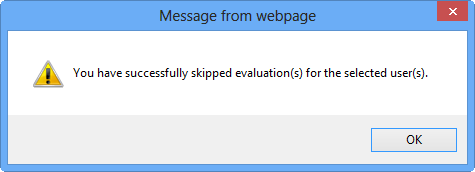 Message from webpage
You have successfully skipped evaluation(s) for the selected user(s).
OK